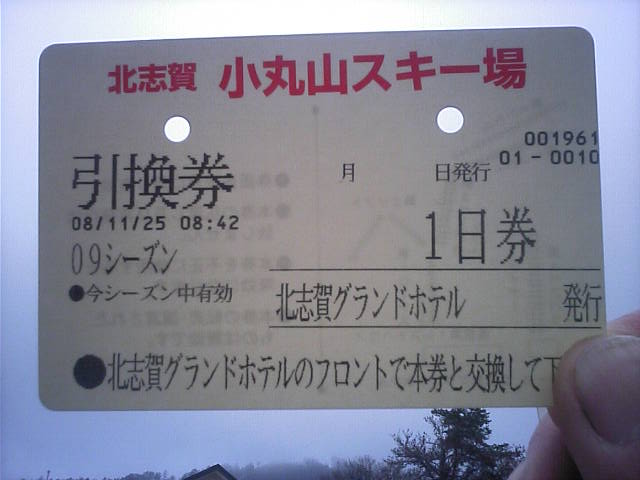 北志賀 小丸山スキー場
001961
引換券 月 日発行 01-0010
08/11/25 08:42 1日券
09シーズン
●今シーズン中有効 北志賀グランドホテル 発行
●北志賀グランドホテルのフロントで本券と交換して下